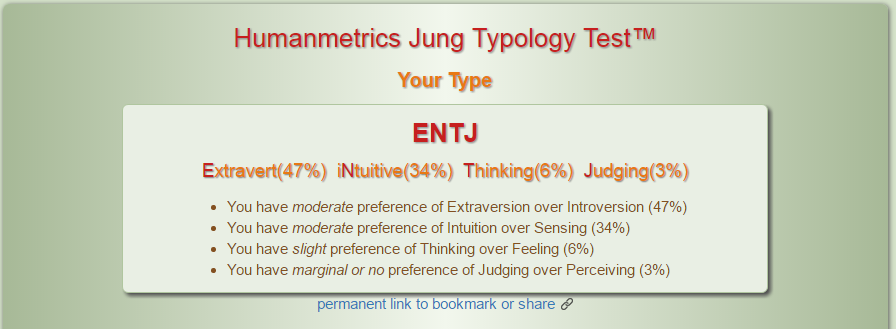 Humanmetrics Jung Typology Test™
Your Type
ENTJ
Extravert(47%) iNtuitive(34%) Thinking(6%) Judging(3%)
• You have moderate preference of Extraversion over Introversion (47%)
• You have moderate preference of Intuition over Sensing (34%)
• You have slight preference of Thinking over Feeling (6%)
• You have marginal or no preference of Judging over Perceiving (3%)
permanent link to bookmark or share